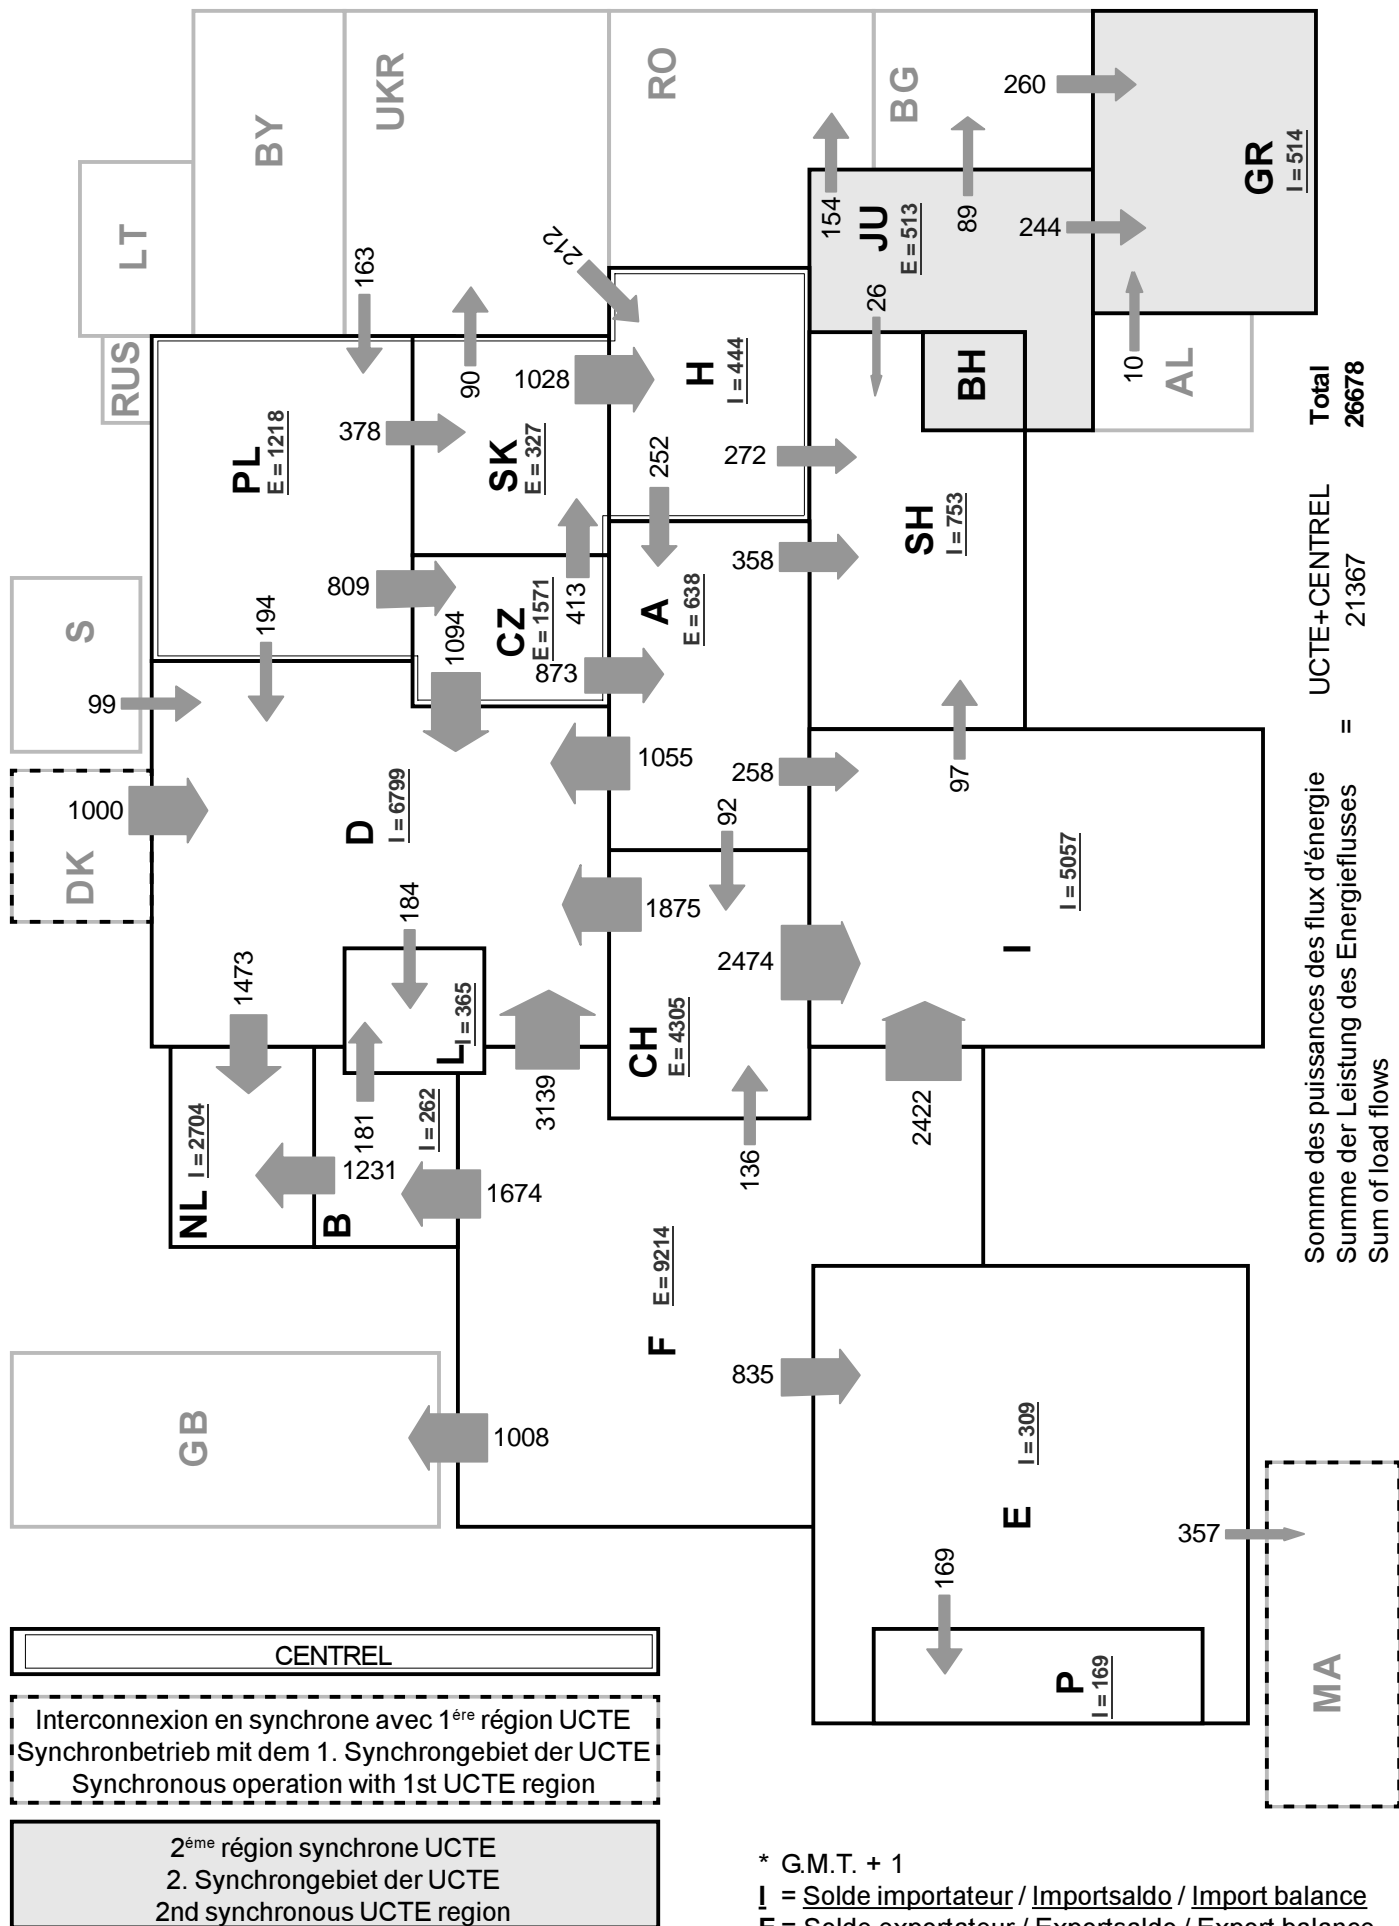 BY
UKR
RO
BG
260
LT
GR
I = 514
154
JU
E = 513
89
244
RUS
163
212
26
90
1028
H
I = 444
BH
10
AL
PL
E = 1218
378
SK
E = 327
252
272
Total
26678
S
194
809
CZ
E = 1571
413
A
E = 638
358
SH
I = 753
UCTE+CENTREL
21367
99
1094
873
DK
1000
D
I = 6799
1055
258
92
97
=
184
1875
2474
I
I = 5057
1473
L
I = 365
3139
CH
E = 4305
2422
NL
I = 2704
181
I = 262
1231
B
1674
136
Somme des puissances des flux d'énergie
Summe der Leistung des Energieflusses
Sum of load flows
F
E = 9214
GB
1008
835
E
I = 309
357
169
P
I = 169
MA
CENTREL
Interconnexion en synchrone avec 1ére région UCTE
Synchronbetrieb mit dem 1. Synchrongebiet der UCTE
Synchronous operation with 1st UCTE region
2éme région synchrone UCTE
2. Synchrongebiet der UCTE
2nd synchronous UCTE region
* G.M.T. + 1
I = Solde importateur / Importsaldo / Import balance
E = Solde exportateur / Exportsaldo / Export balance